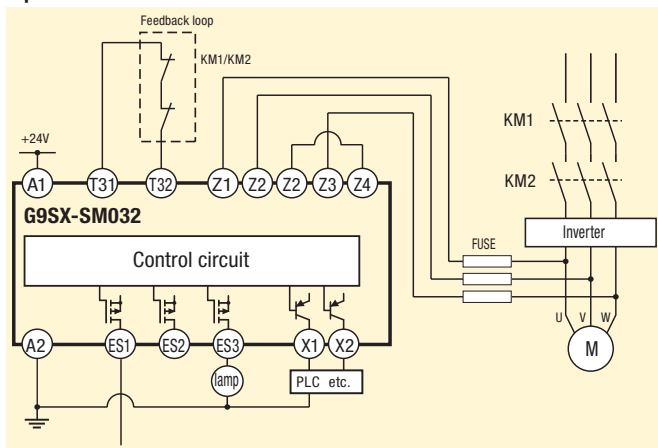 Feedback loop
KM1/KM2
+24V
A1 T31 T32 Z1 Z2 Z2 Z3 Z4
KM1
KM2
G9SX-SM032
Control circuit
FUSE
Inverter
U V W
M
A2 ES1 ES2 ES3 X1 X2
lamp
PLC etc.